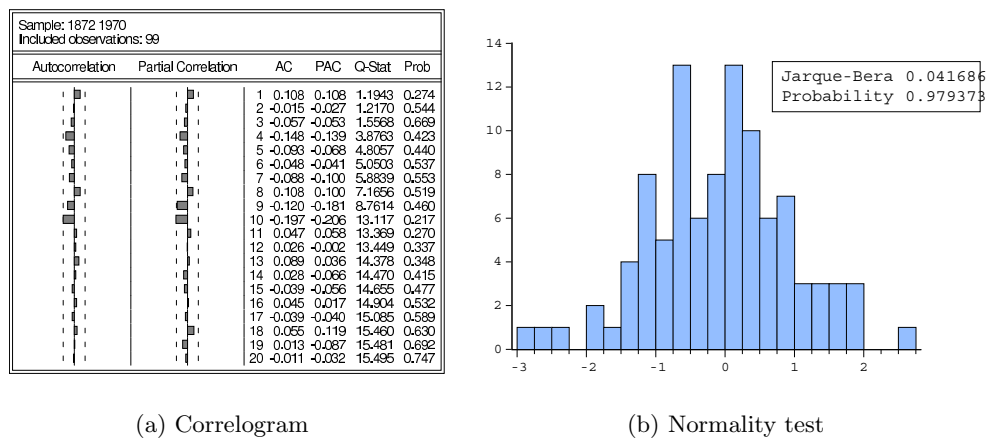 Sample: 1872 1970
Included observations: 99
Autocorrelation Partial Correlation AC PAC Q-Stat Prob
1 0.108 0.108 1.1943 0.274
2 -0.015 -0.027 1.2170 0.544
3 -0.057 -0.053 1.5568 0.669
4 -0.148 -0.139 3.8763 0.423
5 -0.093 -0.068 4.8057 0.440
6 -0.048 -0.041 5.0503 0.537
7 -0.088 -0.100 5.8839 0.553
8 0.108 0.100 7.1656 0.519
9 -0.120 -0.181 8.7614 0.460
10 -0.197 -0.206 13.117 0.217
11 0.047 0.058 13.369 0.270
12 0.026 -0.002 13.449 0.337
13 0.089 0.036 14.378 0.348
14 0.028 -0.066 14.470 0.415
15 -0.039 -0.056 14.655 0.477
16 0.045 0.017 14.904 0.532
17 -0.039 -0.040 15.085 0.589
18 0.055 0.119 15.460 0.630
19 0.013 -0.087 15.481 0.692
20 -0.011 -0.032 15.495 0.747
(a) Correlogram
14
12
10
8
6
4
2
0
-3 -2 -1 0 1 2
Jarque-Bera 0.041686
Probability 0.979373
(b) Normality test